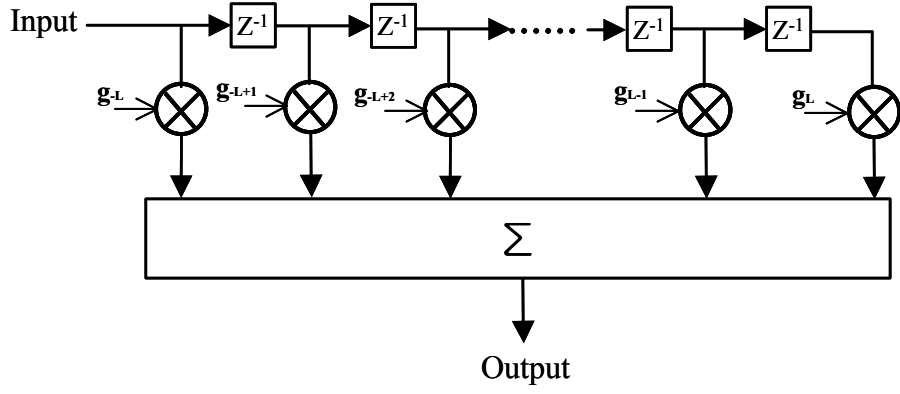 Input
Z-1
Z-1
......
Z-1
Z-1
g-L
g-L+1
g-L+2
gL-1
gL
Σ
Output